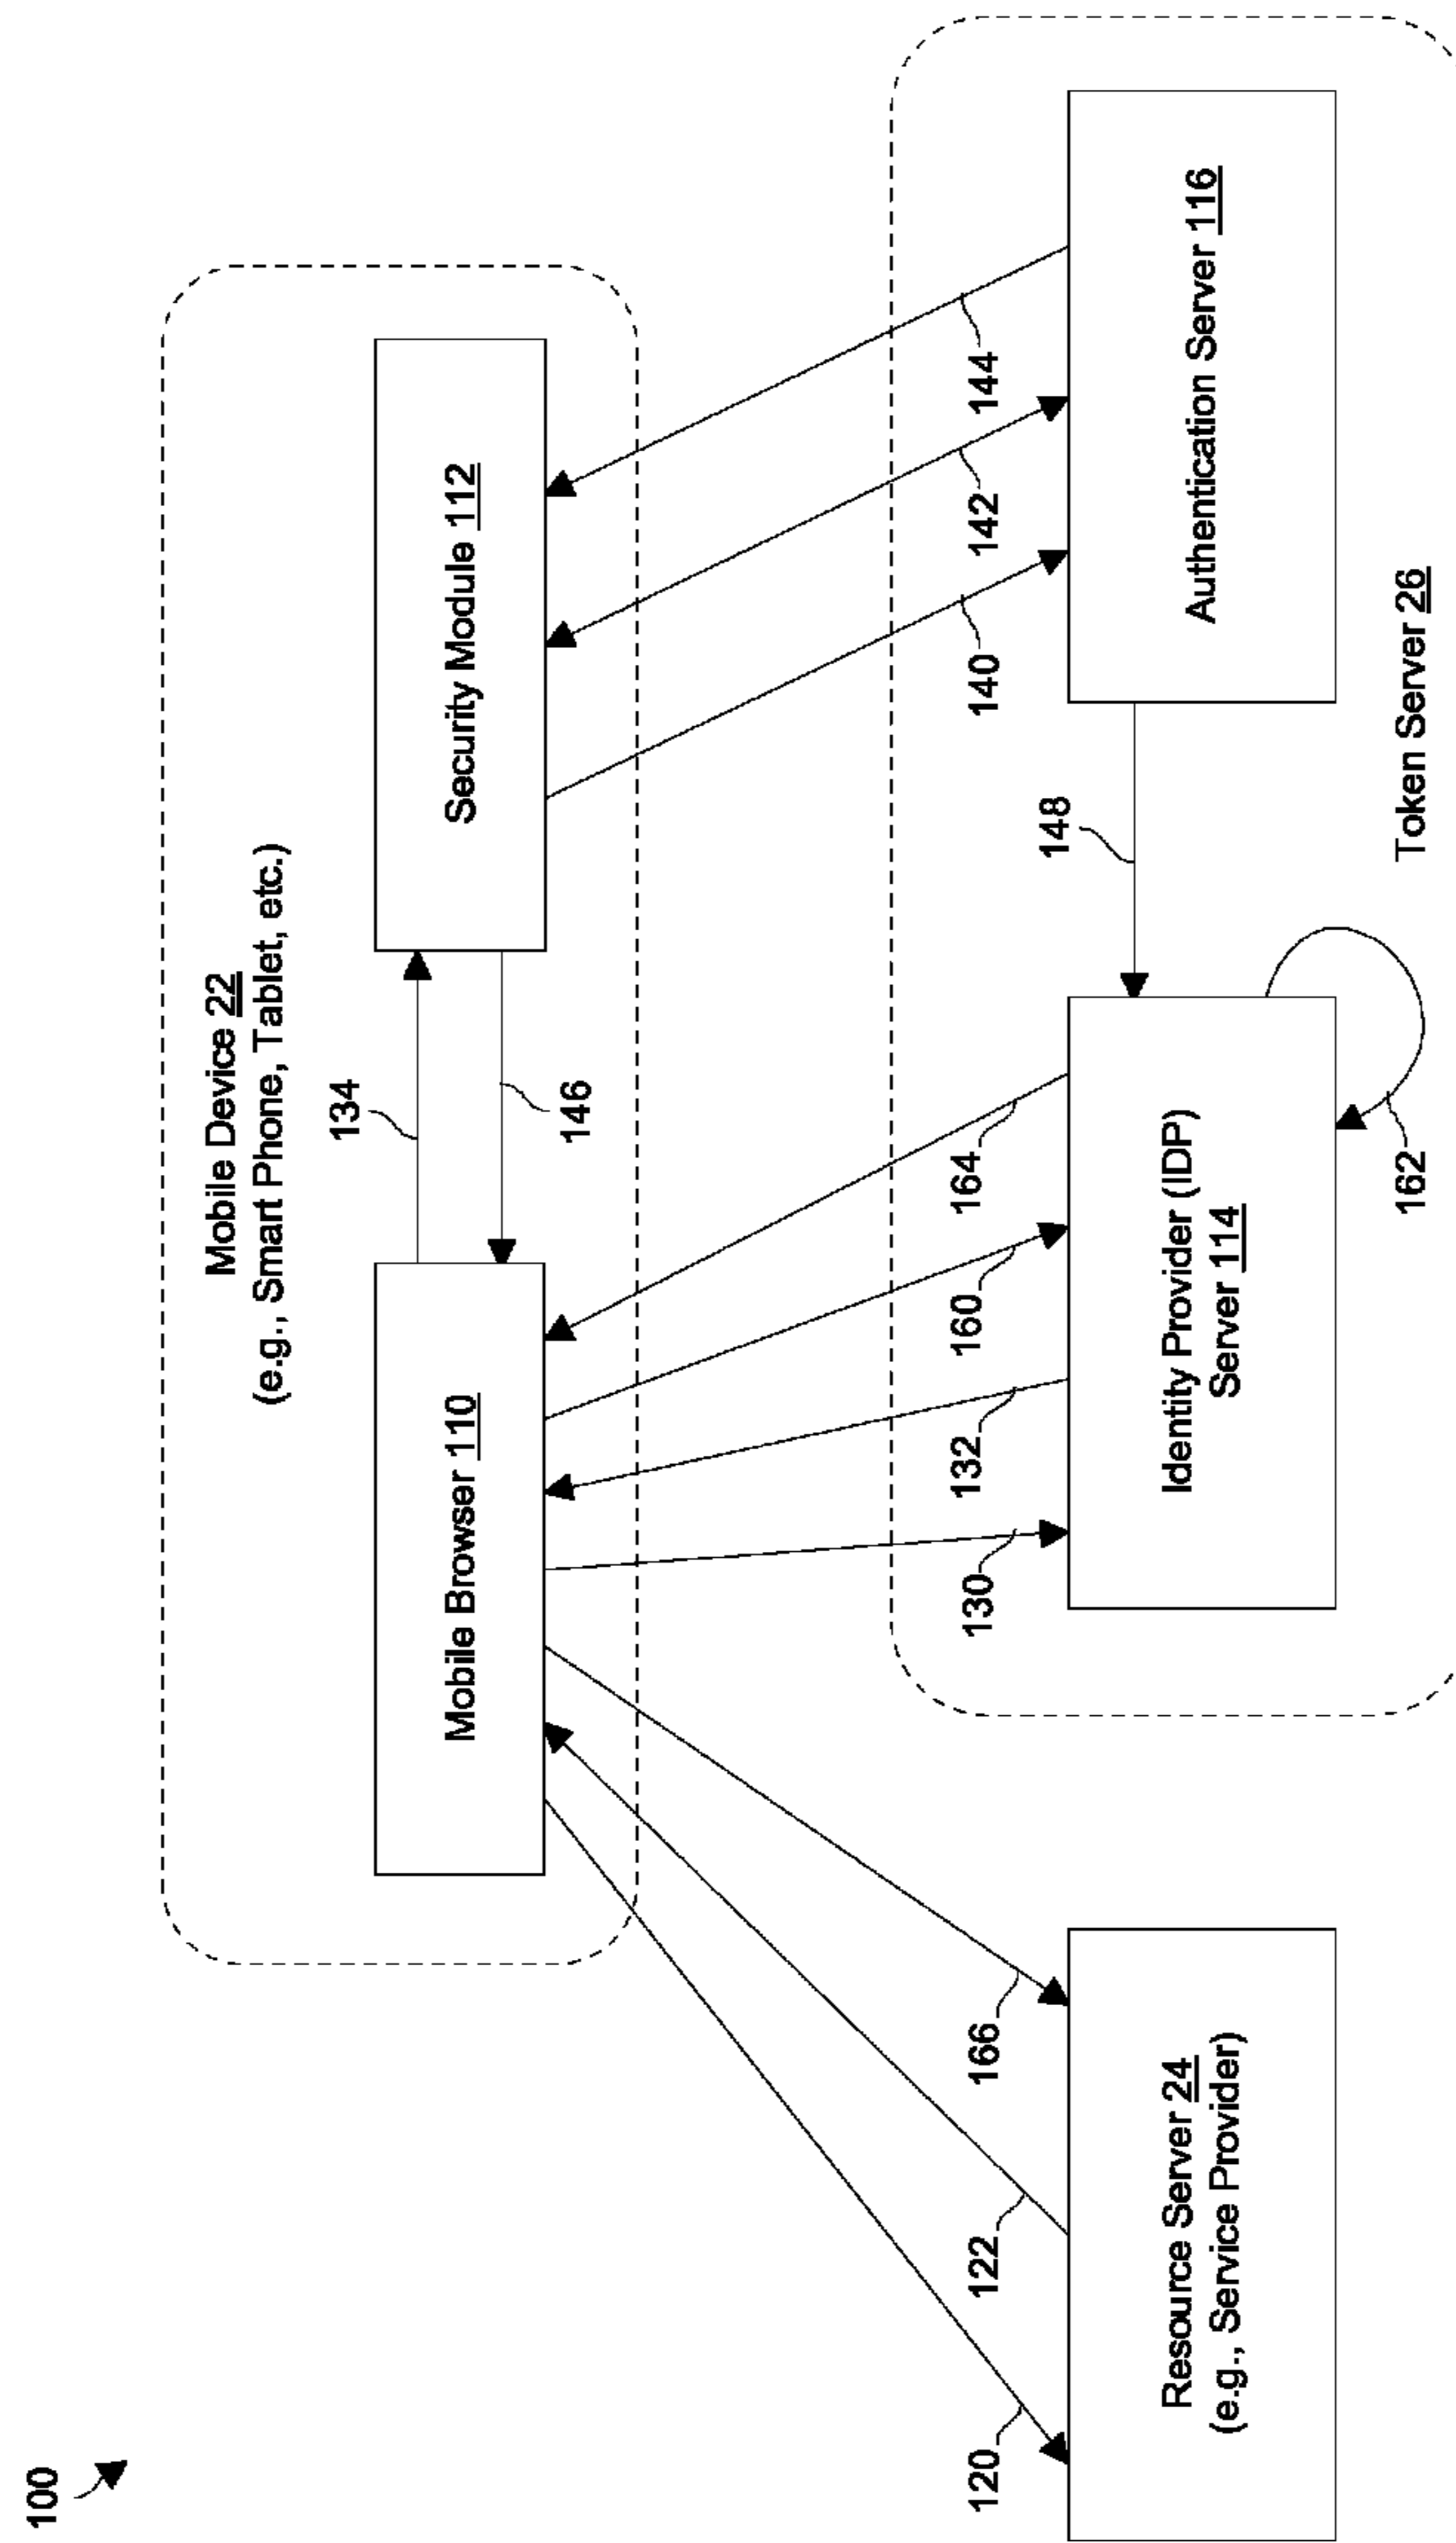 100
Mobile Device 22
(e.g., Smart Phone, Tablet, etc.)
Mobile Browser 110
134
146
Security Module 112
120
122
166
130
132
160
164
140
142
144
148
Resource Server 24
(e.g., Service Provider)
Identity Provider (IDP)
Server 114
162
Authentication Server 116
Token Server 26